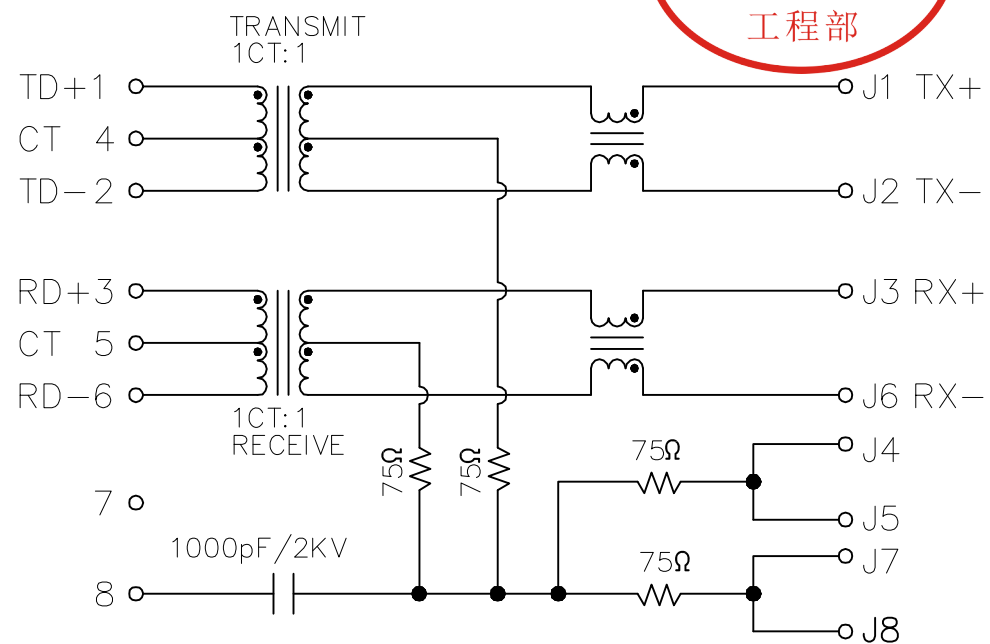 工程部
TRANSMIT
1CT:1
TD+1
J1 TX+
CT 4
TD-2
J2 TX-
RD+3
J3 RX+
CT 5
RD-6
J6 RX-
1CT:1
RECEIVE
75Ω
75Ω
75Ω
J4
7
J5
1000pF/2KV
75Ω
J7
8
J8